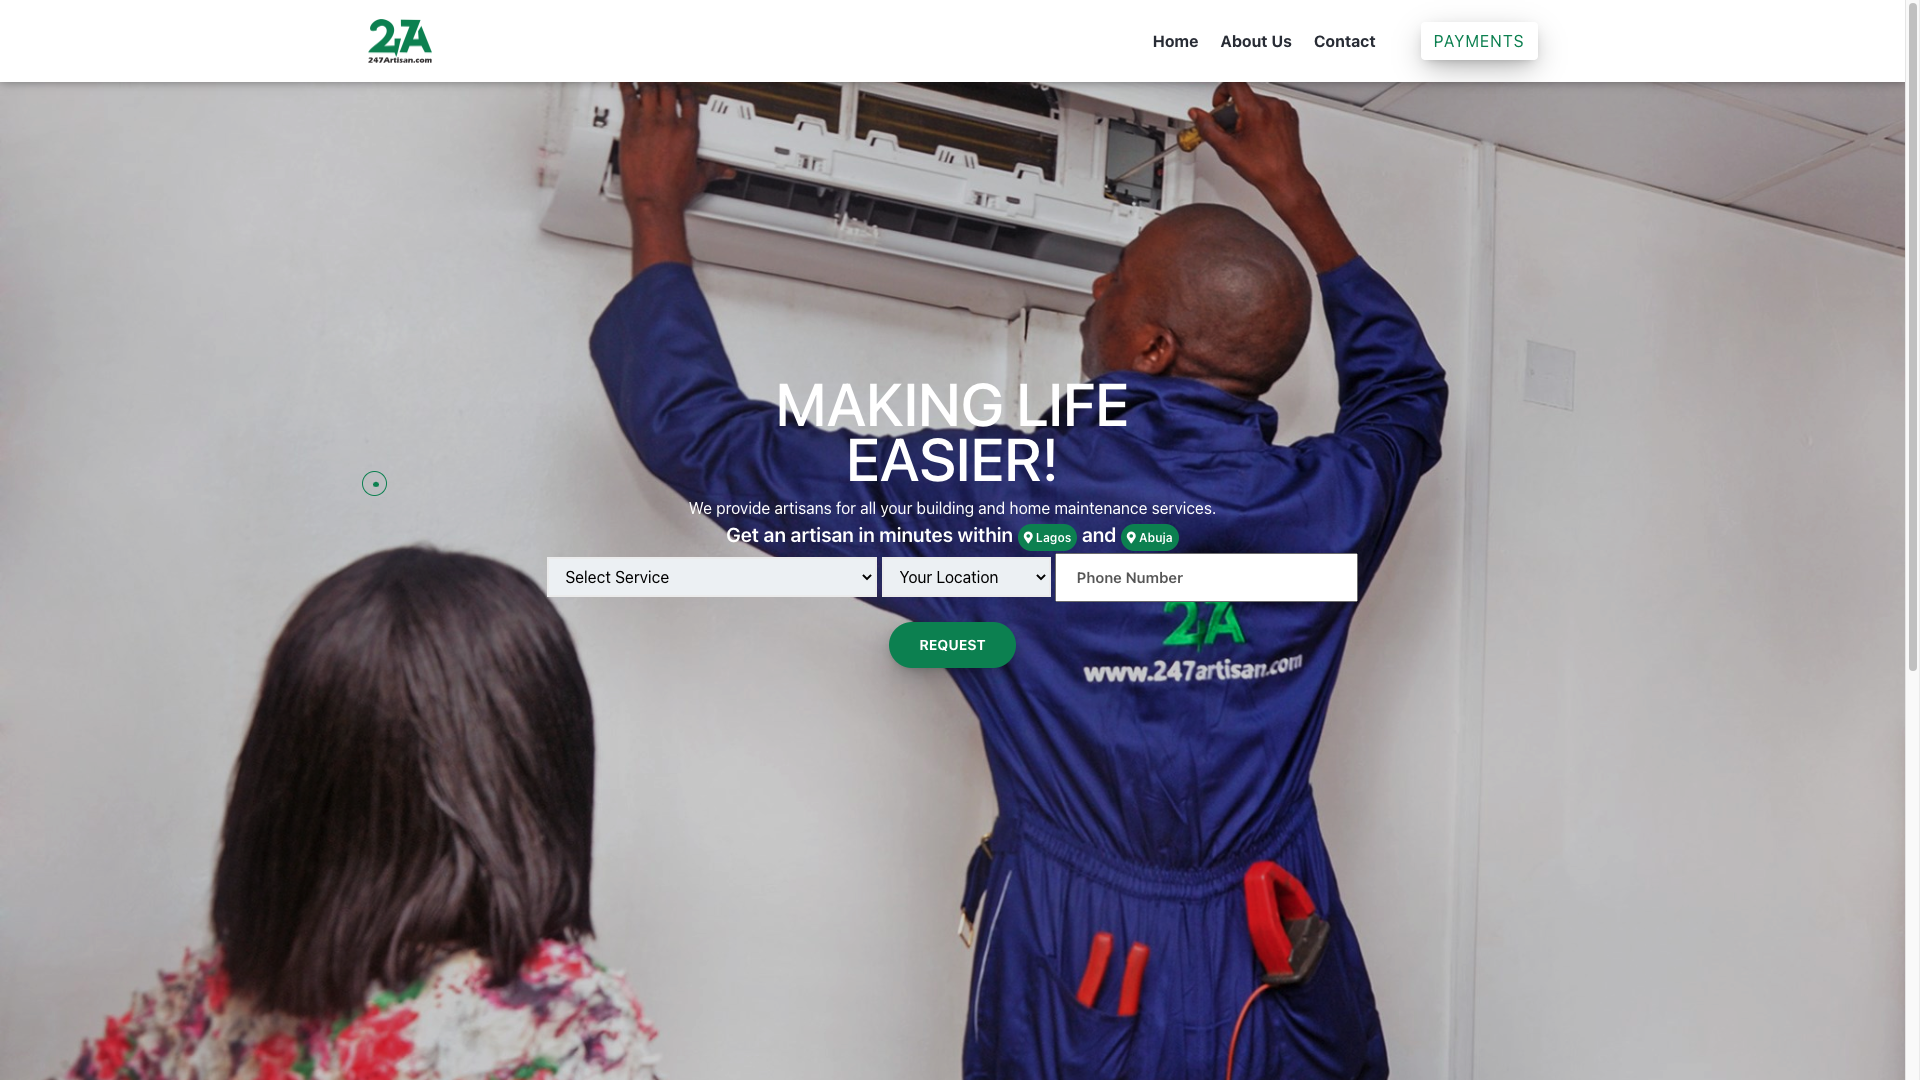 247Artisan.com
Home
About Us
Contact
PAYMENTS
MAKING LIFE
EASIER!
We provide artisans for all your building and home maintenance services.
Get an artisan in minutes within Lagos and Abuja
Select Service
Your Location
Phone Number
REQUEST
24A
www.247artisan.com